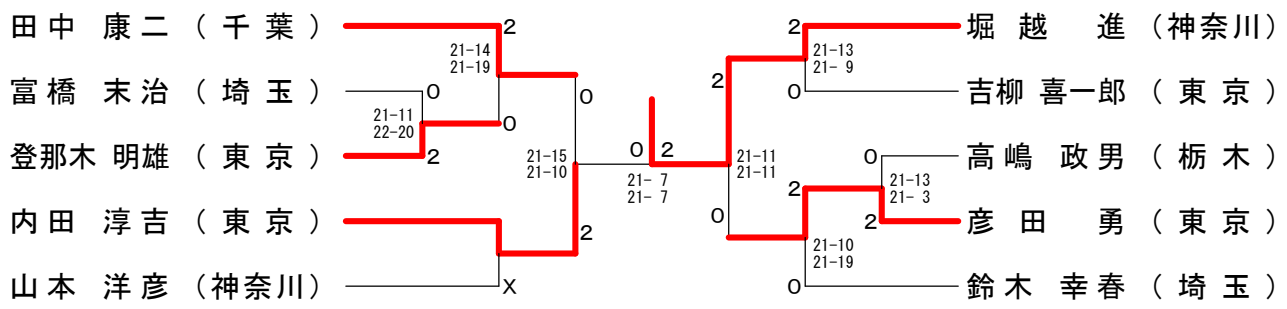 田中 康二 ( 千葉 )
2
21-14
21-19
富橋 末治 ( 埼玉 )
0
21-11
22-20
0
登那木 明雄 ( 東京 )
2
0
21-15
21-10
内田 淳吉 ( 東京 )
2
山本 洋彦 (神奈川)
X
0
2
21- 7
21- 7
2
堀越 進 (神奈川)
21-13
21- 9
2
0
吉柳 喜一郎 ( 東京 )
21-11
21-11
0
高嶋 政男 ( 栃木 )
21-13
21- 3
2
2
彦田 勇 ( 東京 )
0
21-10
21-19
0
鈴木 幸春 ( 埼玉 )